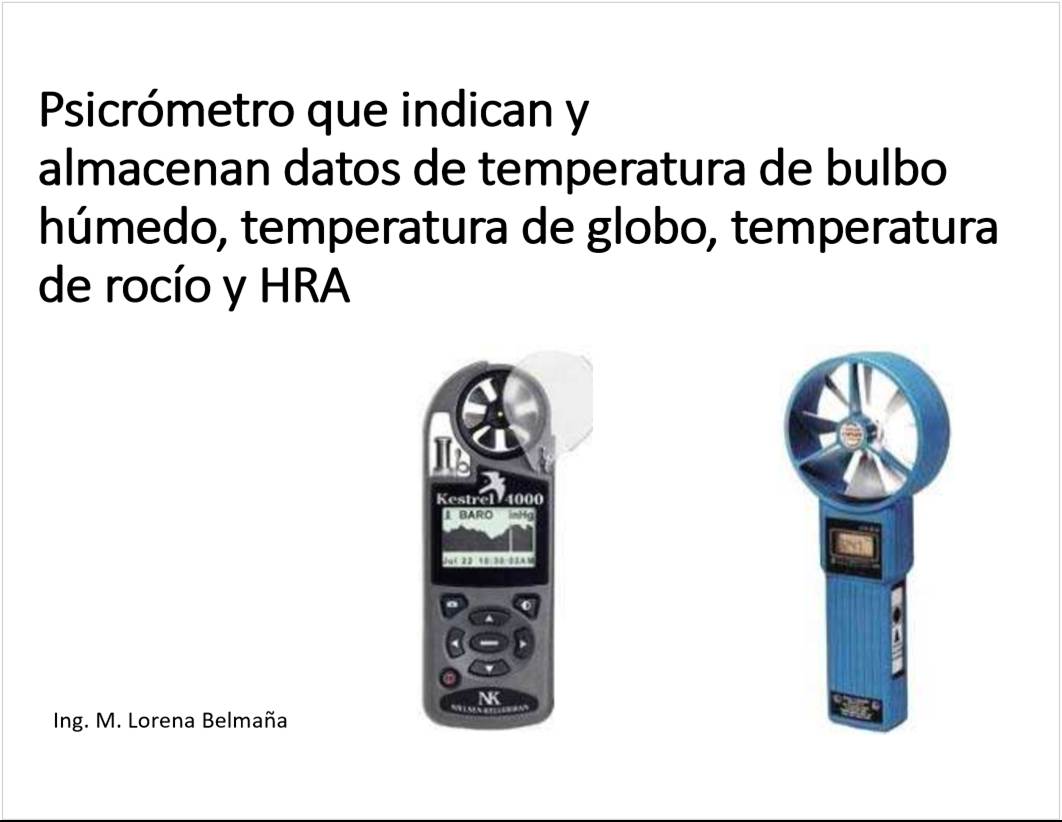 Psicrómetro que indican y
almacenan datos de temperatura de bulbo
húmedo, temperatura de globo, temperatura
de rocío y HRA
Kestrel 4000
BARO inHg
Jul 22 10:30:02AM
NK
NIELSEN-KELLERMAN
Ing. M. Lorena Belmaña